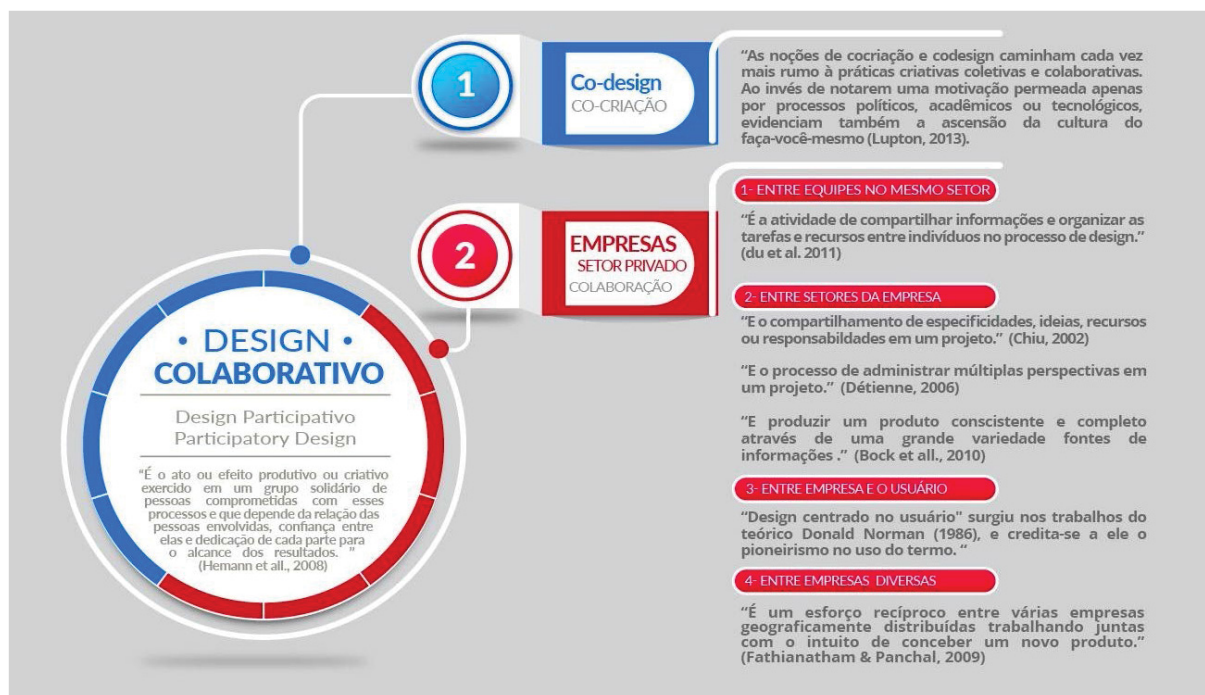 1
Co-design
CO-CRIAÇÃO
“As noções de cocriação e codesign caminham cada vez
mais rumo à práticas criativas coletivas e colaborativas.
Ao invés de notarem uma motivação permeada apenas
por processos políticos, acadêmicos ou tecnológicos,
evidenciam também a ascensão da cultura do
faça-você-mesmo (Lupton, 2013).
2
EMPRESAS
SETOR PRIVADO
COLABORAÇÃO
1- ENTRE EQUIPES NO MESMO SETOR
“É a atividade de compartilhar informações e organizar as
tarefas e recursos entre indivíduos no processo de design.”
(du et al. 2011)
2- ENTRE SETORES DA EMPRESA
“E o compartilhamento de especificidades, ideias, recursos
ou responsabildades em um projeto.” (Chiu, 2002)
“E o processo de administrar múltiplas perspectivas em
um projeto.” (Détienne, 2006)
“E produzir um produto conscistente e completo
através de uma grande variedade fontes de
informações .” (Bock et all., 2010)
3- ENTRE EMPRESA E O USUÁRIO
“Design centrado no usuário" surgiu nos trabalhos do
teórico Donald Norman (1986), e credita-se a ele o
pioneirismo no uso do termo. “
4- ENTRE EMPRESAS DIVERSAS
“É um esforço recíproco entre várias empresas
geograficamente distribuídas trabalhando juntas
com o intuito de conceber um novo produto.”
(Fathianatham & Panchal, 2009)
• DESIGN •
COLABORATIVO
Design Participativo
Participatory Design
“É o ato ou efeito produtivo ou criativo
exercido em um grupo solidário de
pessoas comprometidas com esses
processos e que depende da relação das
pessoas envolvidas, confiança entre
elas e dedicação de cada parte para
o alcance dos resultados. ”
(Hemann et all., 2008)